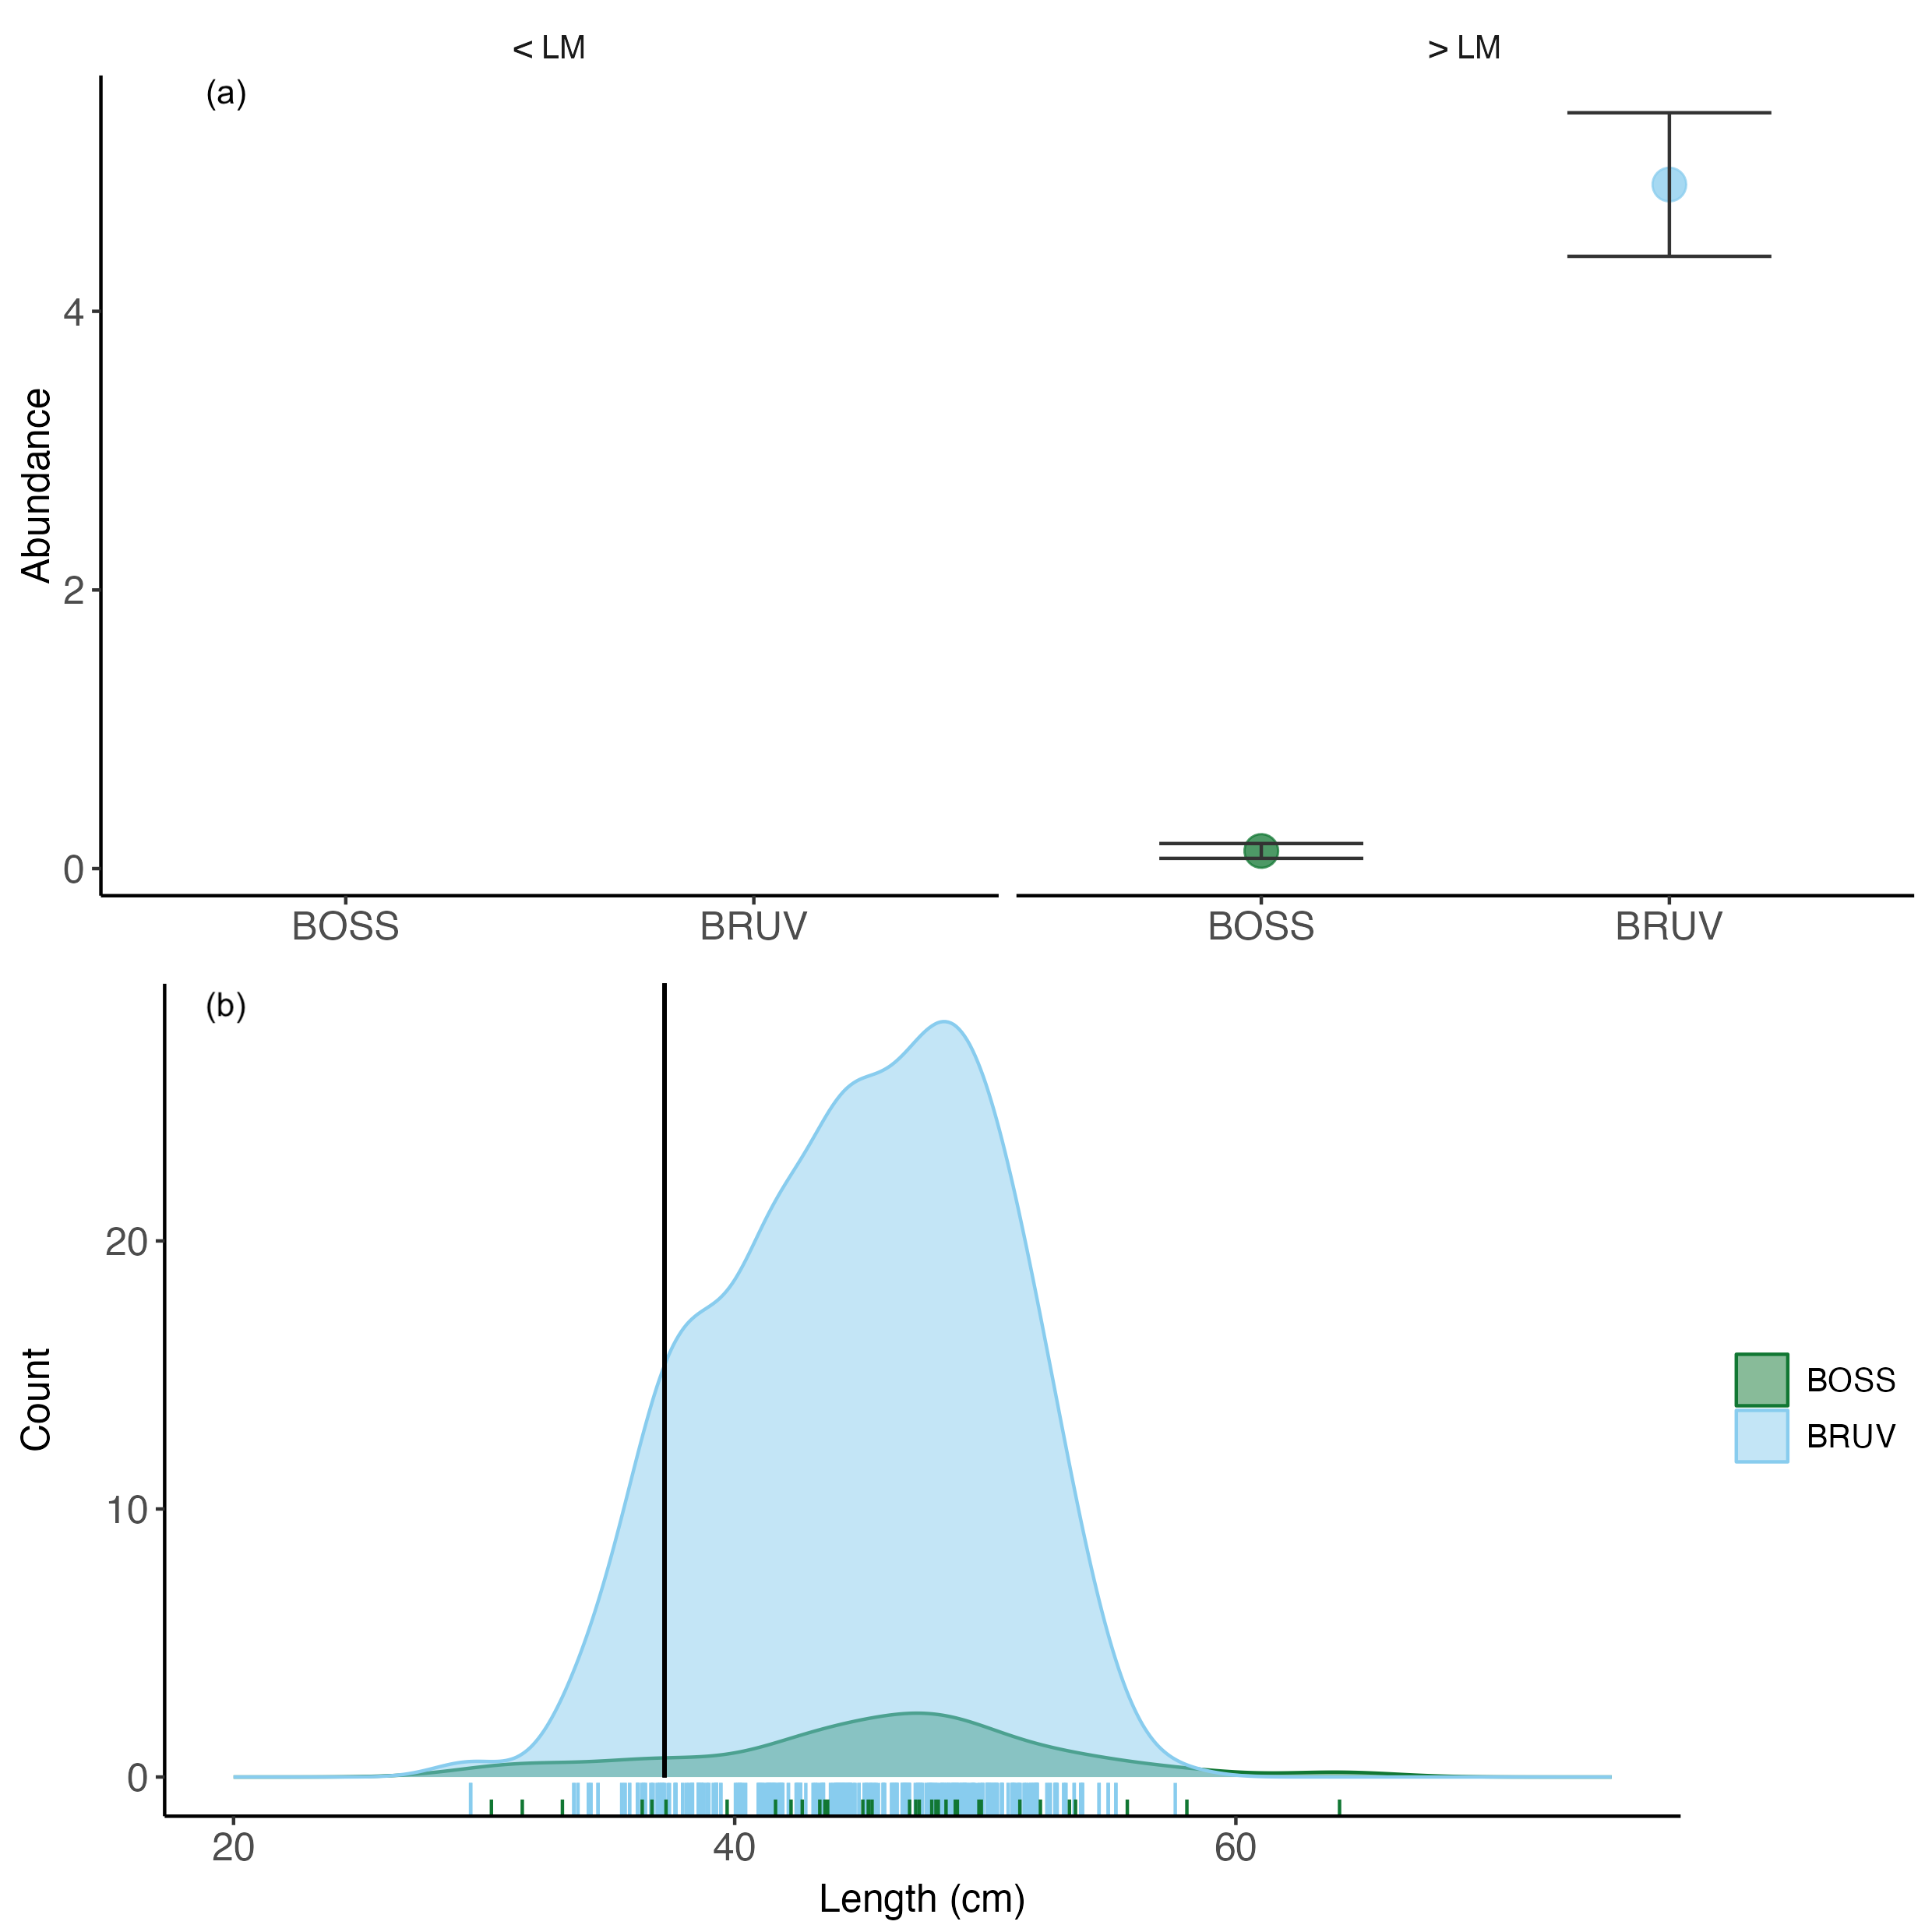 < LM
> LM
(a)
Abundance
4
2
0
BOSS
BRUV
BOSS
BRUV
(b)
Count
20
10
0
20
40
60
Length (cm)
BOSS
BRUV